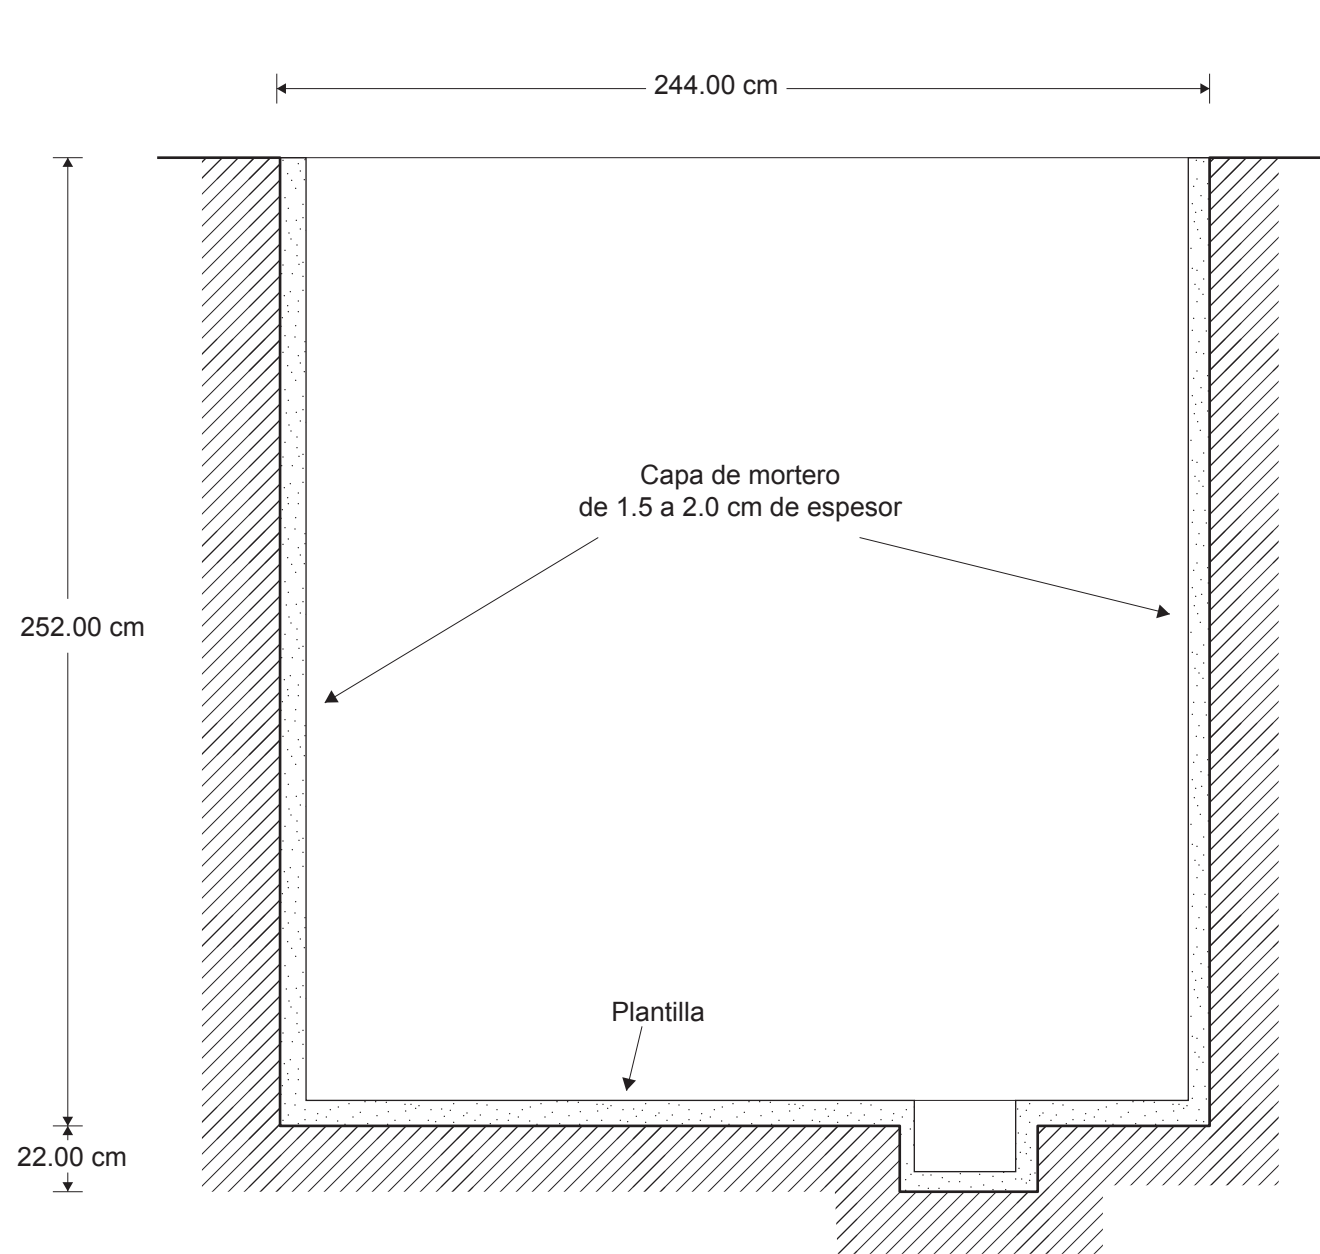 244.00 cm
Capa de mortero
de 1.5 a 2.0 cm de espesor
252.00 cm
Plantilla
22.00 cm